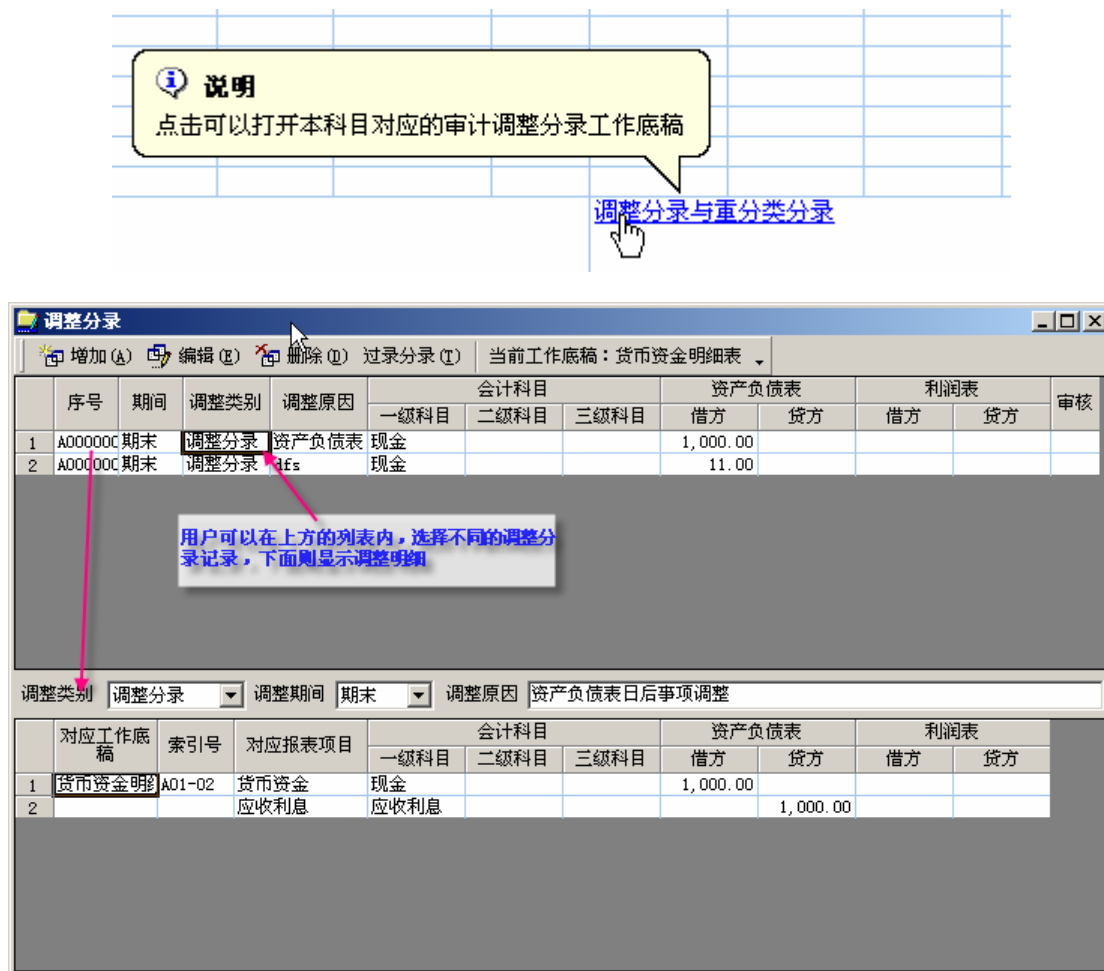 说明
点击可以打开本科目对应的审计调整分录工作底稿
调整分录与重分类分录
调整分录
增加(A) 编辑(E) 删除(D) 过录分录(T) 当前工作底稿：货币资金明细表
序号 期间 调整类别 调整原因 会计科目 资产负债表 利润表 审核
一级科目 二级科目 三级科目 借方 贷方 借方 贷方
1 A000000 期末 调整分录 资产负债表 现金 1,000.00
2 A000000 期末 调整分录 dfs 现金 11.00
用户可以在上方的列表内，选择不同的调整分
录记录，下面则显示调整明细
调整类别 调整分录 调整期间 期末 调整原因 资产负债表日后事项调整
对应工作底稿 索引号 对应报表项目 会计科目 资产负债表 利润表
一级科目 二级科目 三级科目 借方 贷方 借方 贷方
1 货币资金明细 A01-02 货币资金 现金 1,000.00
2 应收利息 应收利息 1,000.00